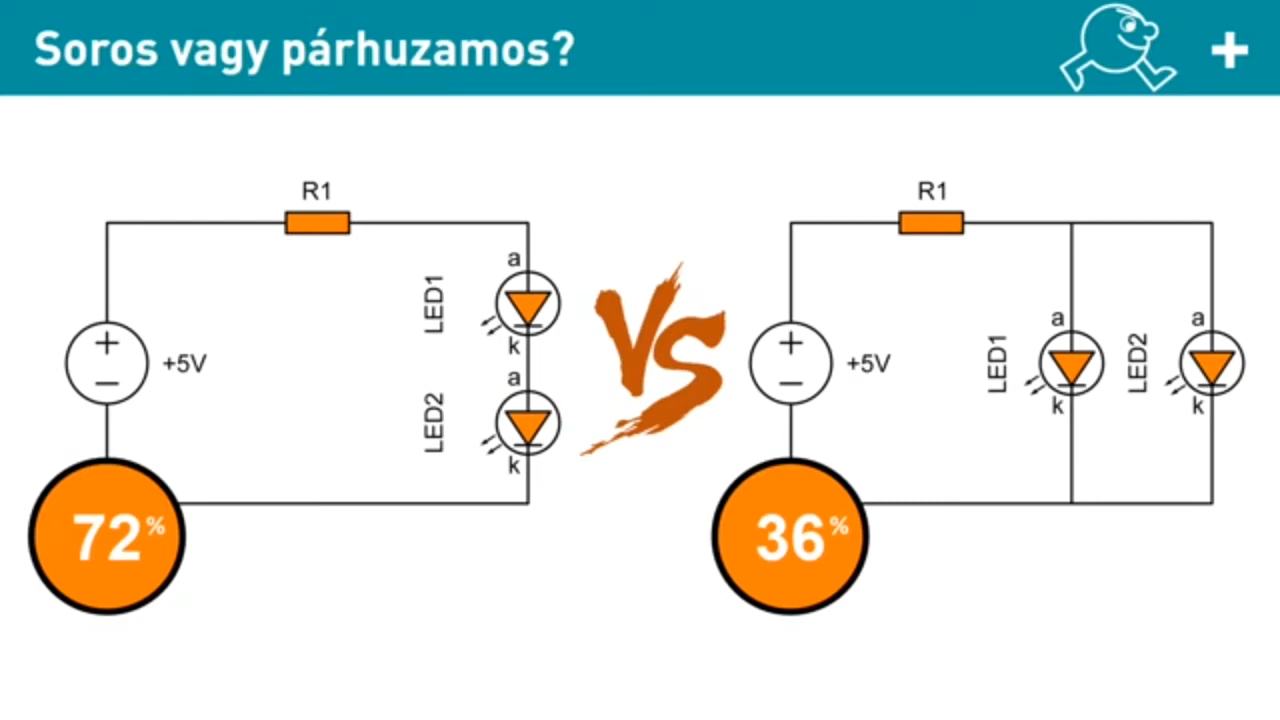 Soros vagy párhuzamos?
+
R1
a
LED1
k
+5V
a
LED2
k
72%
VS
R1
a
LED1
k
a
LED2
k
+5V
36%